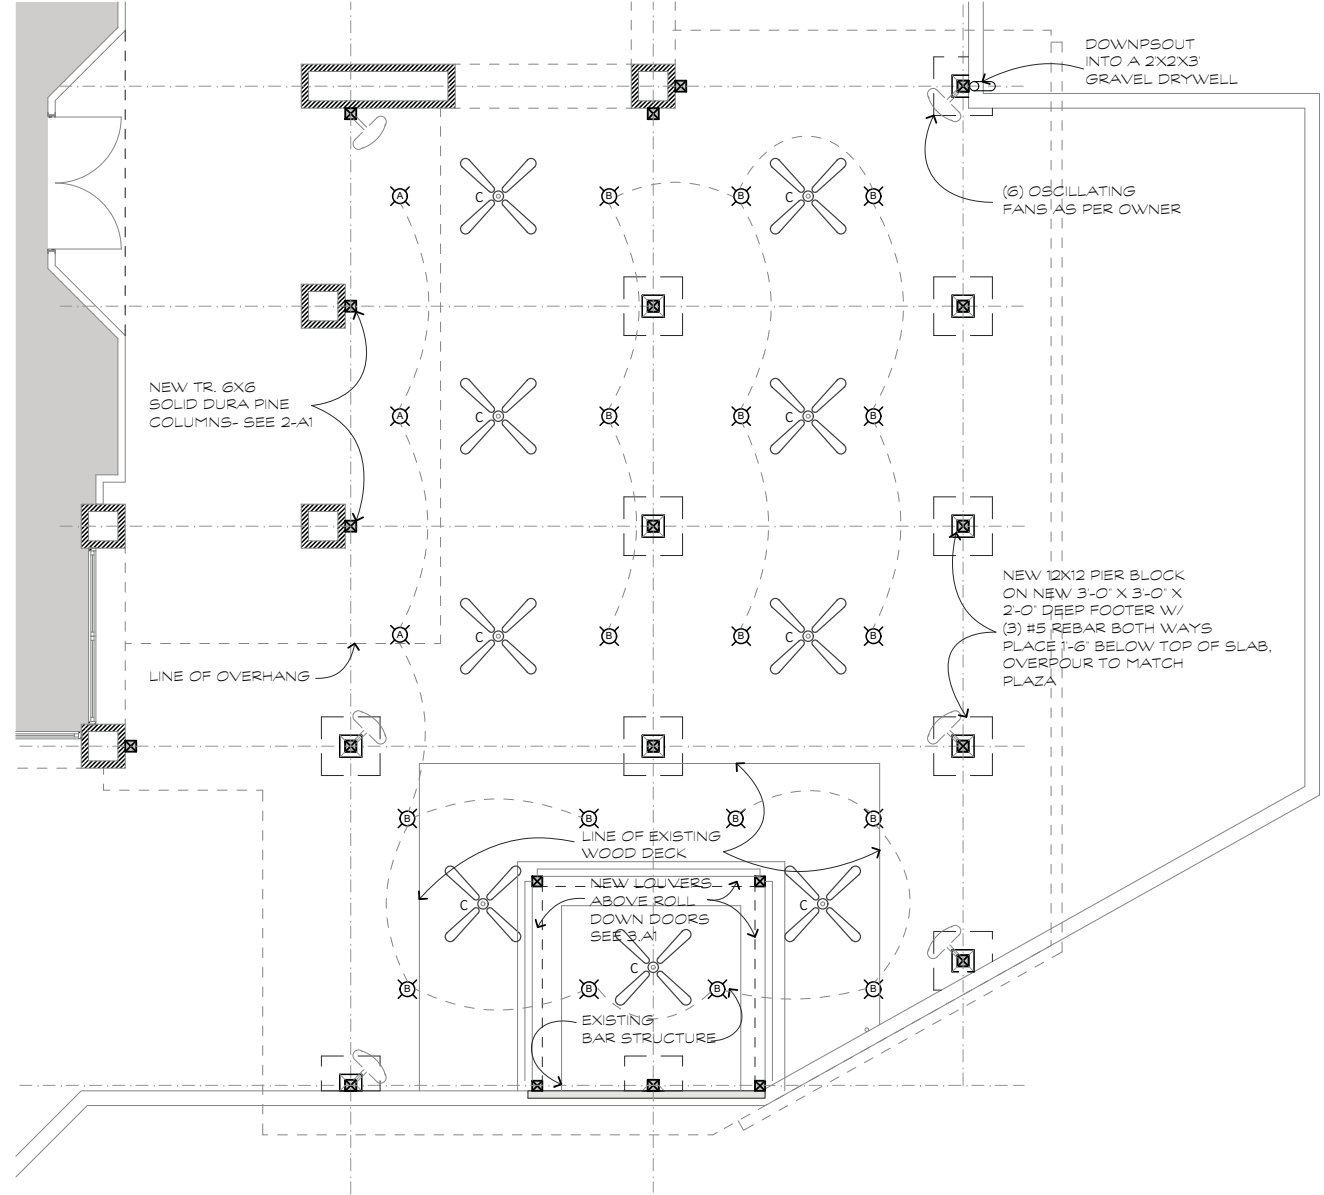 DOWNPSOUT
INTO A 2'X2'X3'
GRAVEL DRYWELL
(6) OSCILLATING
FANS AS PER OWNER
A
C
B
B
C
B
NEW TR. 6X6
SOLID DURA PINE
COLUMNS- SEE 2-A1
A
C
B
B
C
B
NEW 12X12 PIER BLOCK
ON NEW 3'-0" X 3'-0" X
2'-0" DEEP FOOTER W/
(3) #5 REBAR BOTH WAYS
PLACE 1'-6" BELOW TOP OF SLAB,
OVERPOUR TO MATCH
PLAZA
A
C
B
B
C
B
LINE OF OVERHANG
B
B
B
B
LINE OF EXISTING
WOOD DECK
NEW LOUVERS
ABOVE ROLL
DOWN DOORS
SEE 3.A1
C
C
C
B
B
B
B
EXISTING
BAR STRUCTURE